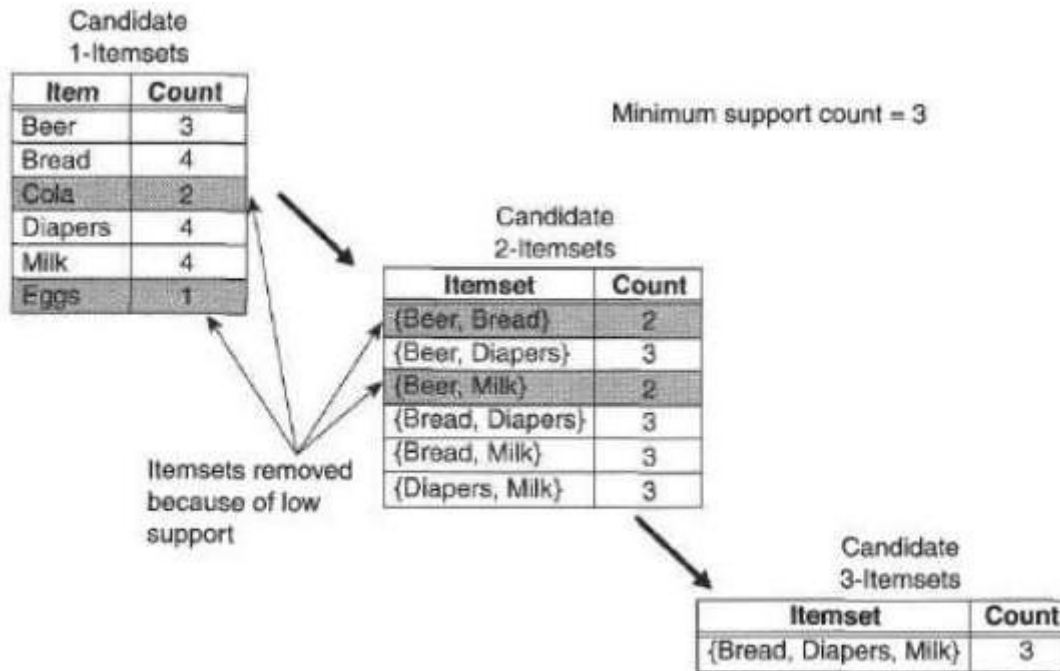 Candidate
1-Itemsets
Item Count
Beer 3
Bread 4
Cola 2
Diapers 4
Milk 4
Eggs 1
Minimum support count = 3
Candidate
2-Itemsets
Itemset Count
{Beer, Bread} 2
{Beer, Diapers} 3
{Beer, Milk} 2
{Bread, Diapers} 3
{Bread, Milk} 3
{Diapers, Milk} 3
Itemsets removed
because of low
support
Candidate
3-Itemsets
Itemset Count
{Bread, Diapers, Milk} 3